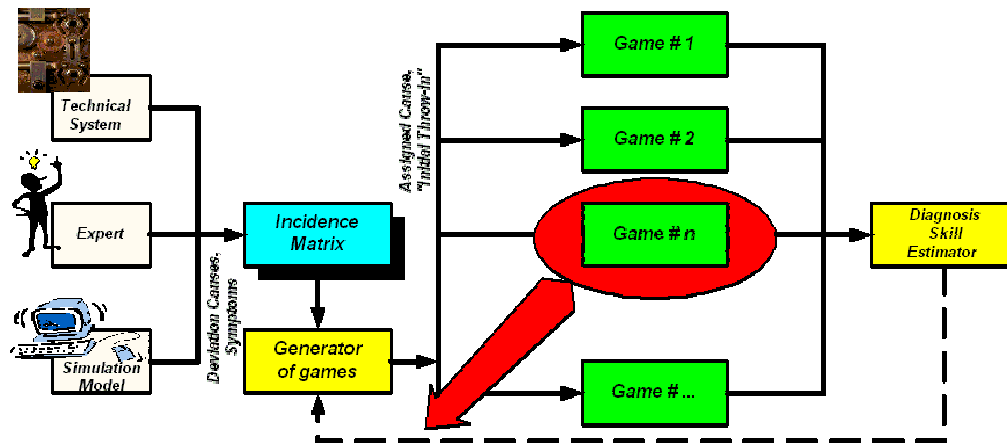 Technical
System
Expert
Simulation
Model
Deviation Causes,
Symptoms
Incidence
Matrix
Generator
of games
Assigned Cause,
"Initial Throw-in"
Game # 1
Game # 2
Game # n
Game # ...
Diagnosis
Skill
Estimator